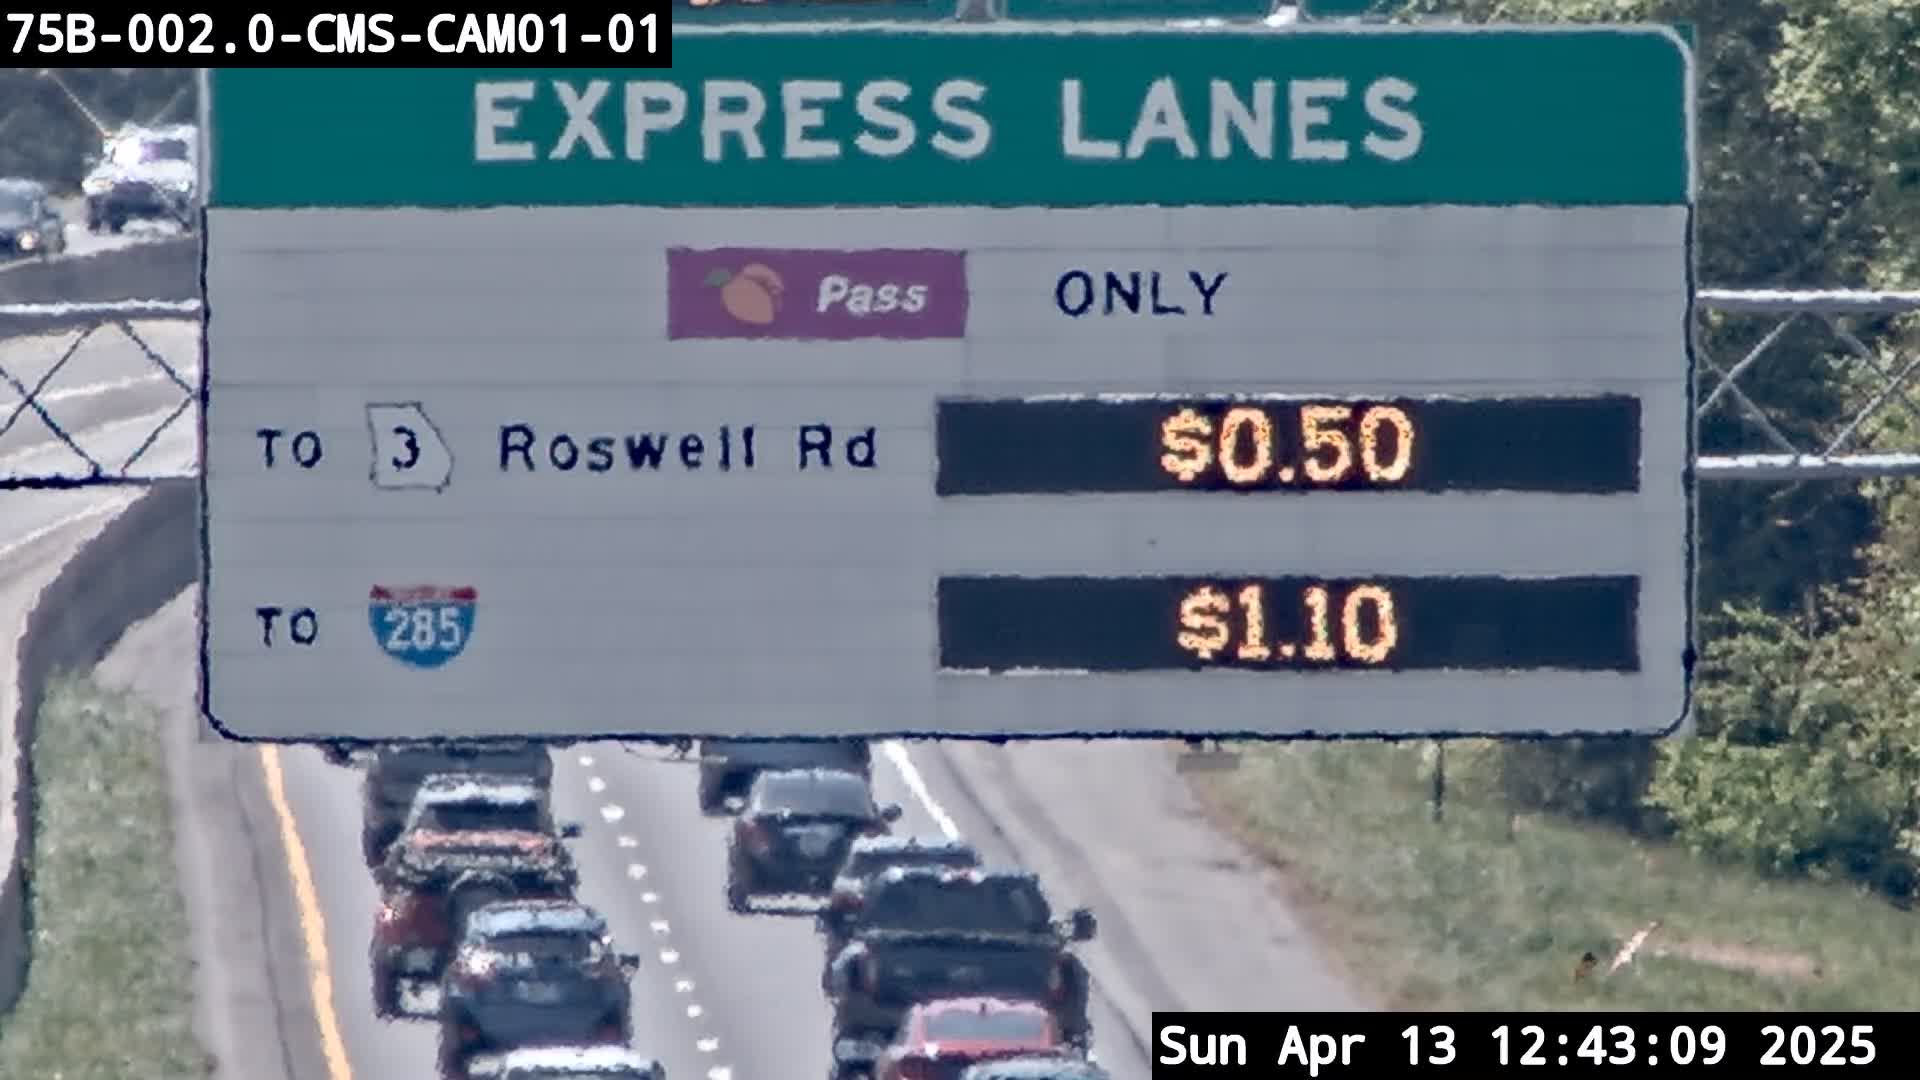 75B-002.0-CMS-CAM01-01
EXPRESS LANES
Pass ONLY
TO 3 Roswell Rd $0.50
TO 285 $1.10
Sun Apr 13 12:43:09 2025